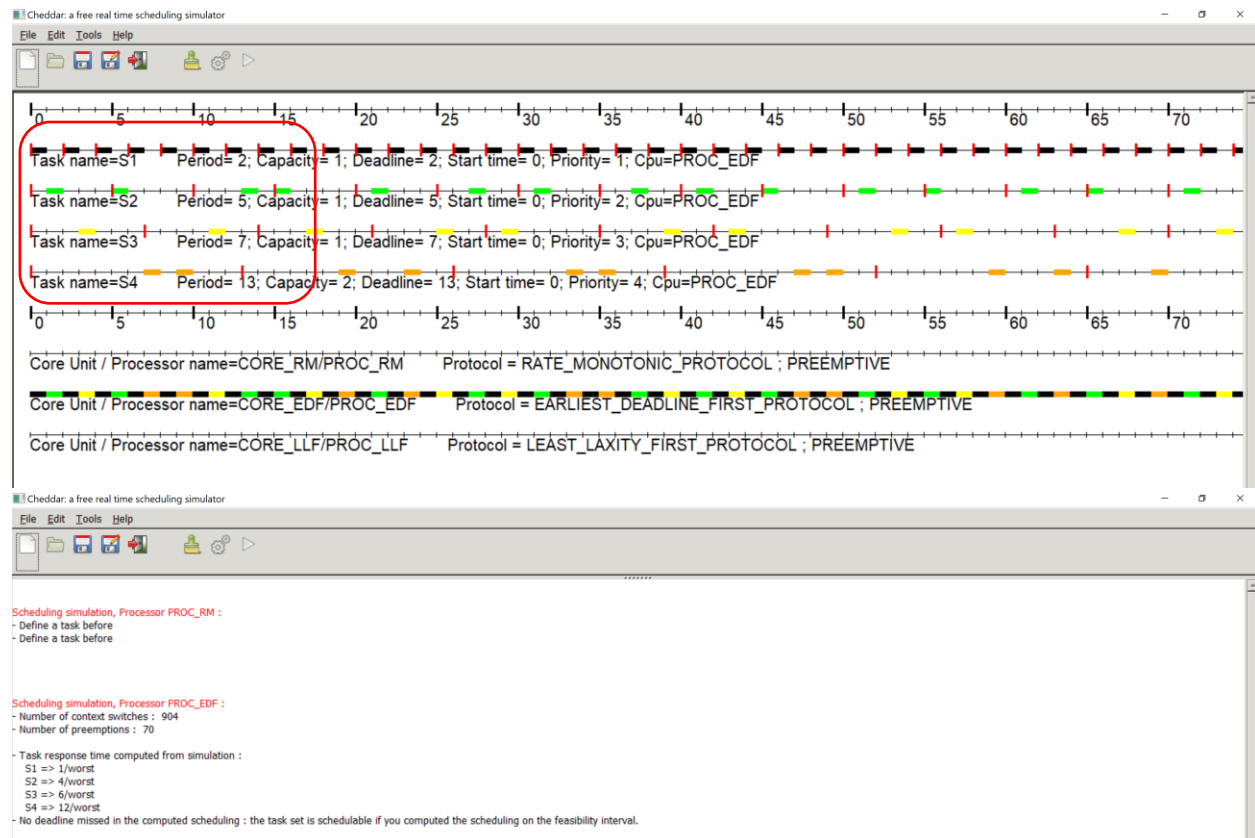 Cheddar: a free real time scheduling simulator
File Edit Tools Help
0 5 10 15 20 25 30 35 40 45 50 55 60 65 70
Task name=S1 Period= 2; Capacity= 1; Deadline= 2; Start time= 0; Priority= 1; Cpu=PROC_EDF
Task name=S2 Period= 5; Capacity= 1; Deadline= 5; Start time= 0; Priority= 2; Cpu=PROC_EDF
Task name=S3 Period= 7; Capacity= 1; Deadline= 7; Start time= 0; Priority= 3; Cpu=PROC_EDF
Task name=S4 Period= 13; Capacity= 2; Deadline= 13; Start time= 0; Priority= 4; Cpu=PROC_EDF
0 5 10 15 20 25 30 35 40 45 50 55 60 65 70
Core Unit / Processor name=CORE_RM/PROC_RM Protocol = RATE_MONOTONIC_PROTOCOL ; PREEMPTIVE
Core Unit / Processor name=CORE_EDF/PROC_EDF Protocol = EARLIEST_DEADLINE_FIRST_PROTOCOL ; PREEMPTIVE
Core Unit / Processor name=CORE_LLF/PROC_LLF Protocol = LEAST_LAXITY_FIRST_PROTOCOL ; PREEMPTIVE
Cheddar: a free real time scheduling simulator
File Edit Tools Help
Scheduling simulation, Processor PROC_RM :
- Define a task before
- Define a task before
Scheduling simulation, Processor PROC_EDF :
- Number of context switches : 904
- Number of preemptions : 70
- Task response time computed from simulation :
S1 => 1/worst
S2 => 4/worst
S3 => 6/worst
S4 => 12/worst
- No deadline missed in the computed scheduling : the task set is schedulable if you computed the scheduling on the feasibility interval.